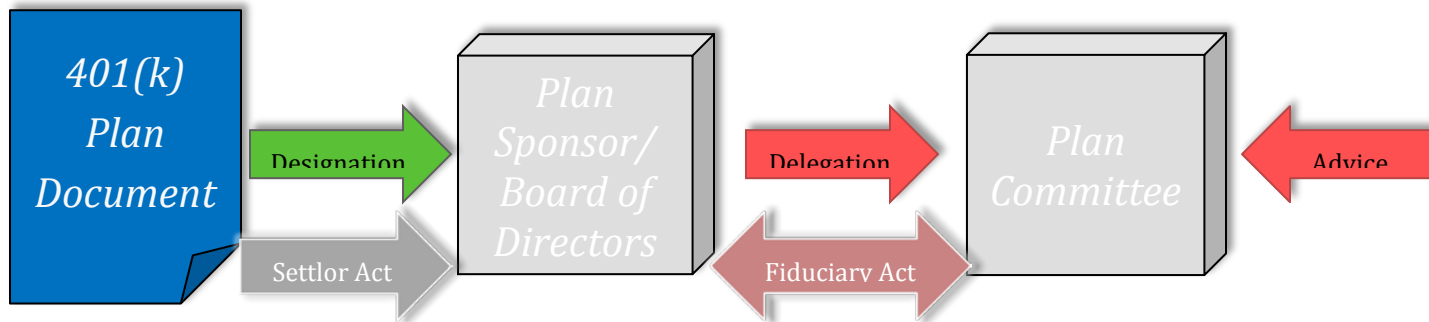 401(k)
Plan
Document
Designation
Settlor Act
Plan
Sponsor/
Board of
Directors
Delegation
Fiduciary Act
Plan
Committee
Advice